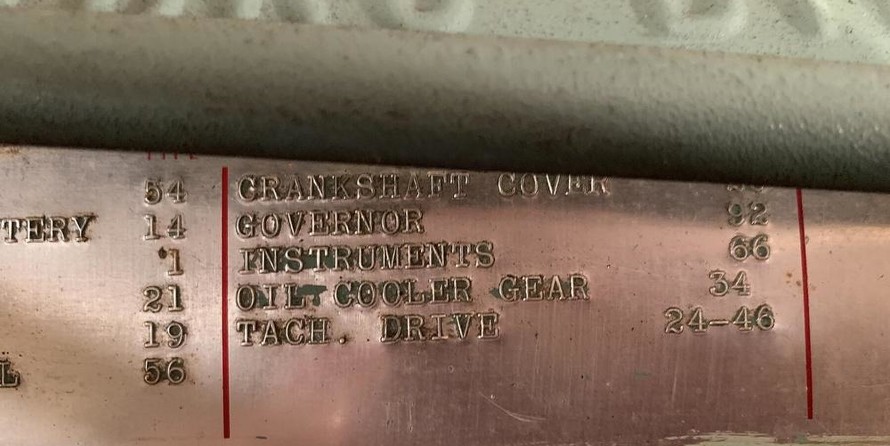 54 CRANKSHAFT COVER
TERY 14 GOVERNOR 92
1 INSTRUMENTS 66
21 OIL COOLER GEAR 34
19 TACH. DRIVE 24-46
L 56